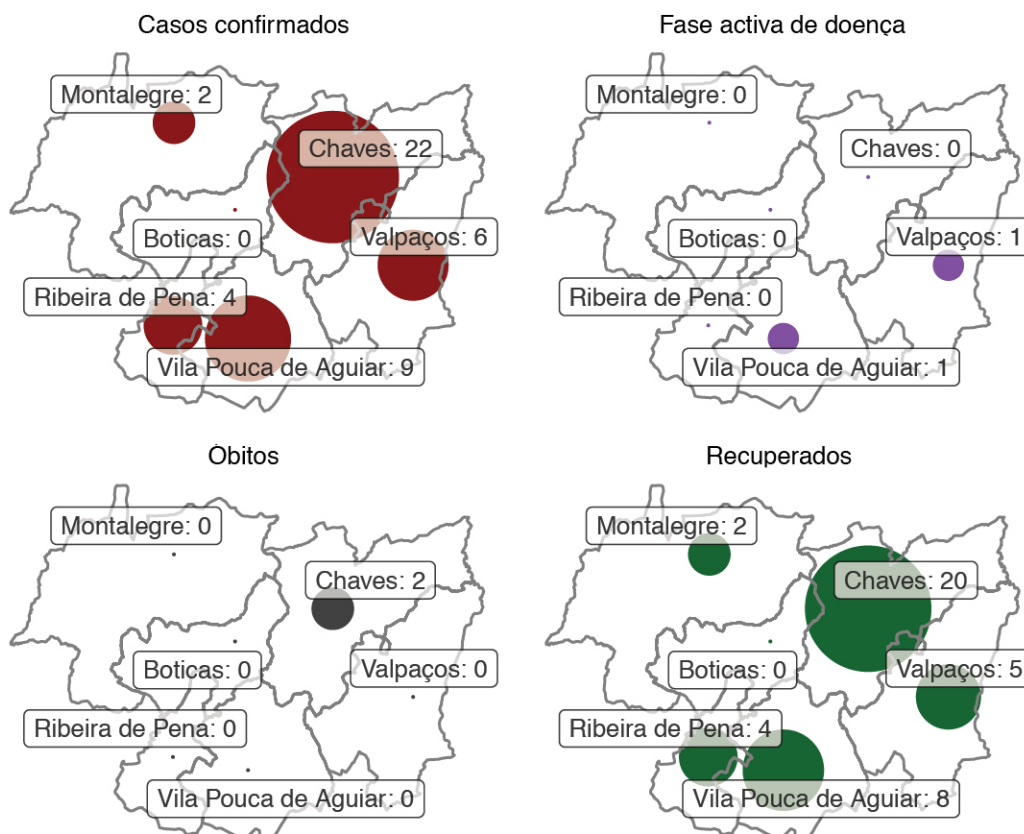 Casos confirmados
Montalegre: 2
Chaves: 22
Boticas: 0
Valpaços: 6
Ribeira de Pena: 4
Vila Pouca de Aguiar: 9
Fase activa de doença
Montalegre: 0
Chaves: 0
Boticas: 0
Valpaços: 1
Ribeira de Pena: 0
Vila Pouca de Aguiar: 1
Óbitos
Montalegre: 0
Chaves: 2
Boticas: 0
Valpaços: 0
Ribeira de Pena: 0
Vila Pouca de Aguiar: 0
Recuperados
Montalegre: 2
Chaves: 20
Boticas: 0
Valpaços: 5
Ribeira de Pena: 4
Vila Pouca de Aguiar: 8